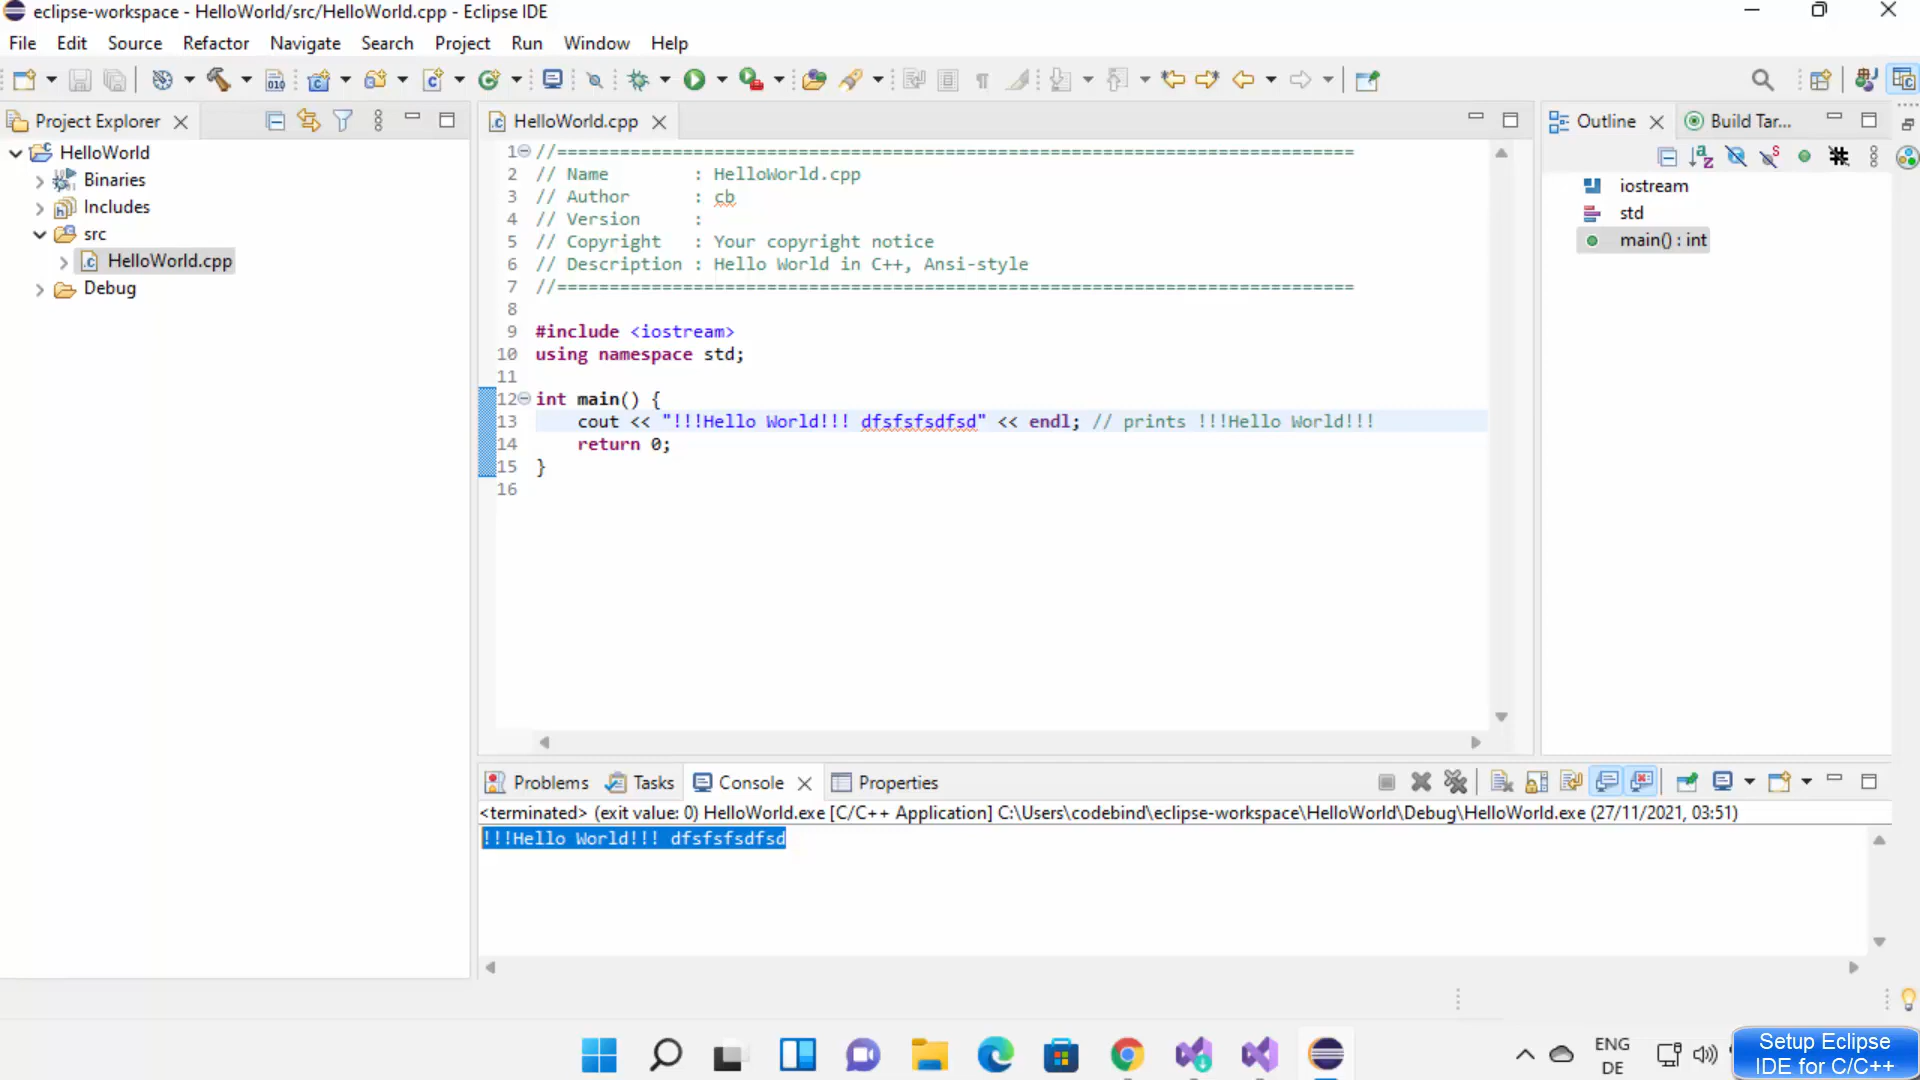 eclipse-workspace - HelloWorld/src/HelloWorld.cpp - Eclipse IDE
File Edit Source Refactor Navigate Search Project Run Window Help
010
Project Explorer
HelloWorld
Binaries
Includes
src
HelloWorld.cpp
Debug
HelloWorld.cpp
1 //=============================================================================
2 // Name        : HelloWorld.cpp
3 // Author      : cb
4 // Version     :
5 // Copyright   : Your copyright notice
6 // Description : Hello World in C++, Ansi-style
7 //=============================================================================
8
9 #include <iostream>
10 using namespace std;
11
12 int main() {
13     cout << "!!!Hello World!!! dfsfsfsdfsd" << endl; // prints !!!Hello World!!!
14     return 0;
15 }
16
Outline Build Tar...
iostream
std
main() : int
Problems Tasks Console Properties
<terminated> (exit value: 0) HelloWorld.exe [C/C++ Application] C:\Users\codebind\eclipse-workspace\HelloWorld\Debug\HelloWorld.exe (27/11/2021, 03:51)
!!!Hello World!!! dfsfsfsdfsd
ENG
DE
Setup Eclipse
IDE for C/C++